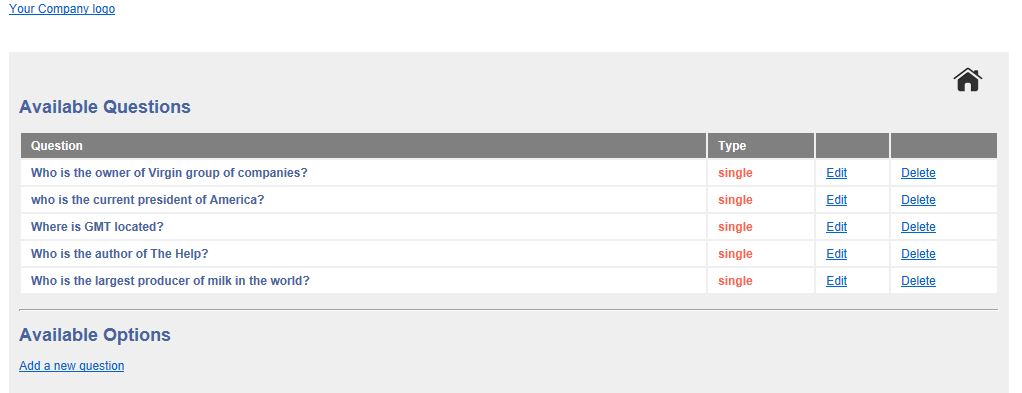 Your Company logo
Available Questions
Question Type
Who is the owner of Virgin group of companies? single Edit Delete
who is the current president of America? single Edit Delete
Where is GMT located? single Edit Delete
Who is the author of The Help? single Edit Delete
Who is the largest producer of milk in the world? single Edit Delete
Available Options
Add a new question